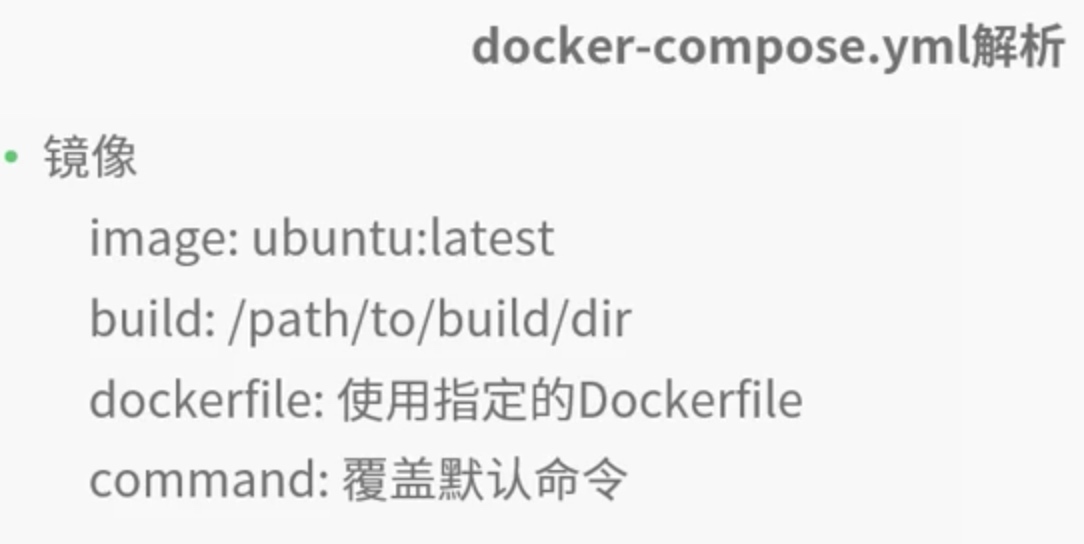 docker-compose.yml解析
• 镜像
image: ubuntu:latest
build: /path/to/build/dir
dockerfile: 使用指定的Dockerfile
command: 覆盖默认命令